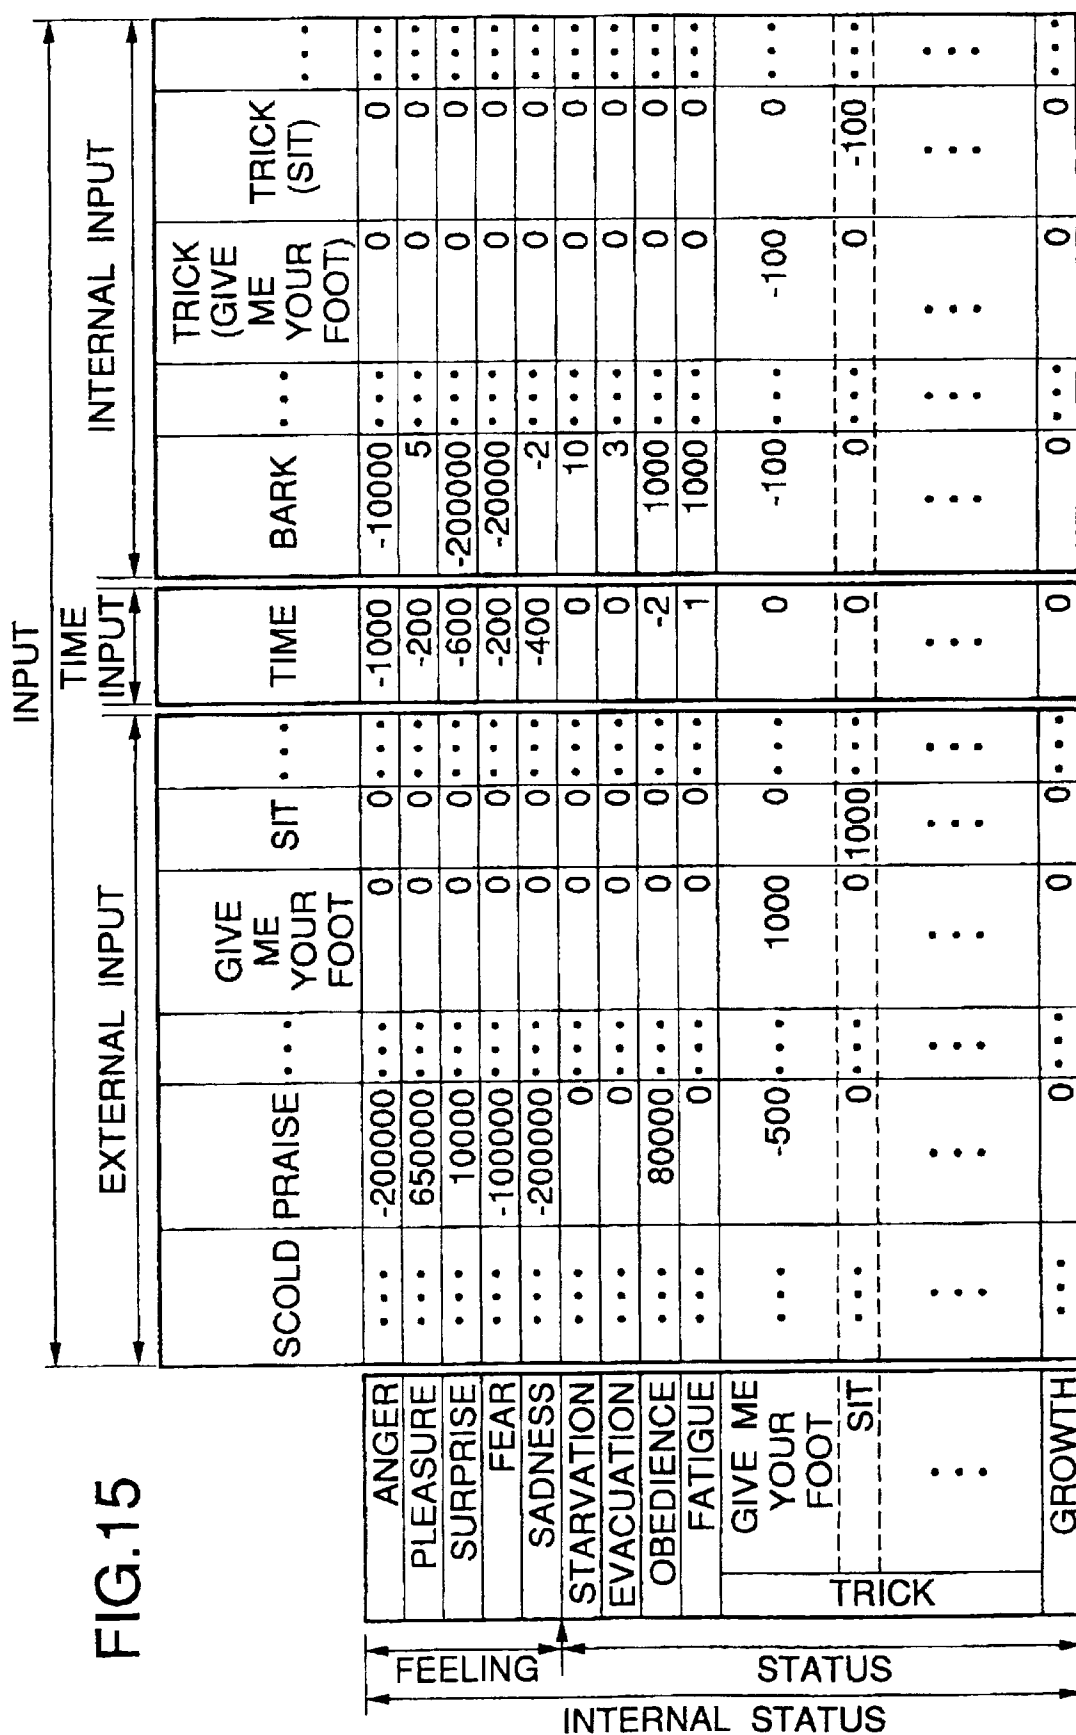 FIG.15
INPUT
EXTERNAL INPUT
TIME
INPUT
INTERNAL INPUT
SCOLD PRAISE ... GIVE ME YOUR FOOT SIT ... TIME BARK ... TRICK (GIVE ME YOUR FOOT) TRICK (SIT) ...
ANGER ... -200000 ... 0 0 ... -1000 -10000 ... 0 0 ...
PLEASURE ... 650000 ... 0 0 ... -200 5 ... 0 0 ...
SURPRISE ... 10000 ... 0 0 ... -600 -200000 ... 0 0 ...
FEAR ... -100000 ... 0 0 ... -200 -20000 ... 0 0 ...
SADNESS ... -200000 ... 0 0 ... -400 -2 ... 0 0 ...
STARVATION ... 0 ... 0 0 ... 0 10 ... 0 0 ...
EVACUATION ... 0 ... 0 0 ... 0 3 ... 0 0 ...
OBEDIENCE ... 80000 ... 0 0 ... -2 1000 ... 0 0 ...
FATIGUE ... 0 ... 0 0 ... 1 1000 ... 0 0 ...
GIVE ME YOUR FOOT ... -500 ... 1000 0 ... 0 -100 ... -100 0 ...
SIT ... 0 ... 0 1000 ... 0 0 ... 0 -100 ...
... ... ... ... ... ... ... ... ... ... ... ... ...
TRICK
GROWTH ... 0 ... 0 0 ... 0 0 ... 0 0 ...
FEELING
STATUS
INTERNAL STATUS